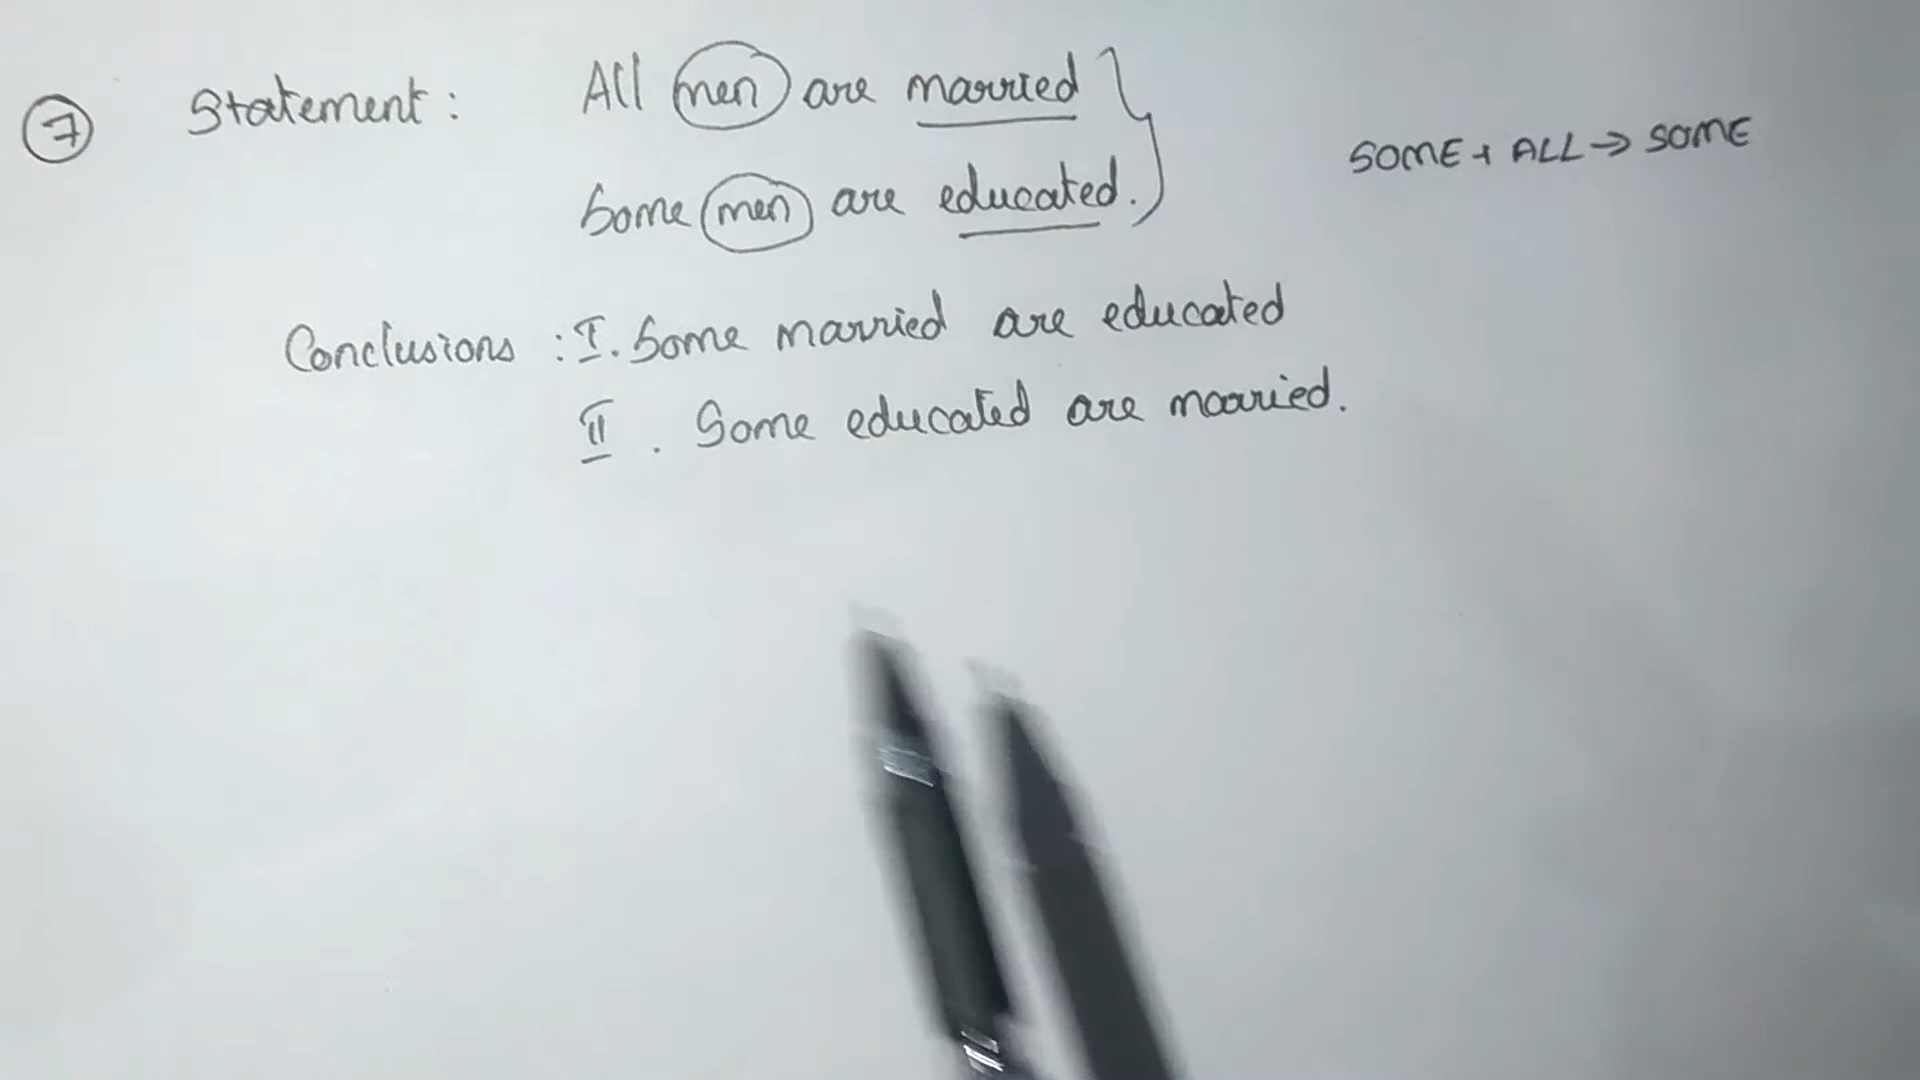 7 Statement : All men are married
Some men are educated.
SOME + ALL → SOME
Conclusions : I. Some married are educated
II. Some educated are married.